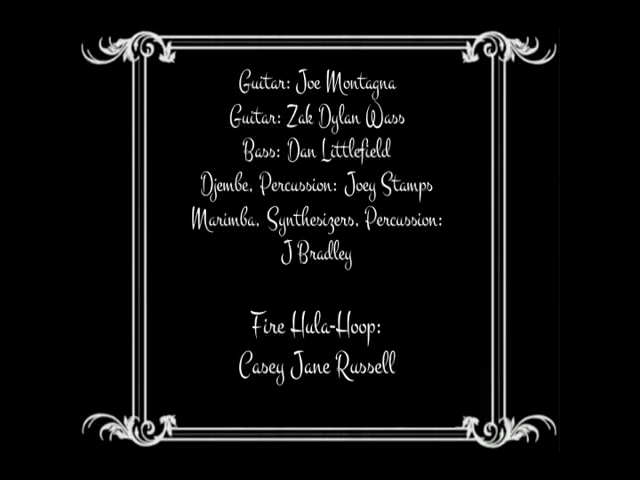 Guitar: Joe Montagna
Guitar: Zak Dylan Wass
Bass: Dan Littlefield
Djembe, Percussion: Joey Stamps
Marimba, Synthesizers, Percussion:
J Bradley
Fire Hula-Hoop:
Casey Jane Russell